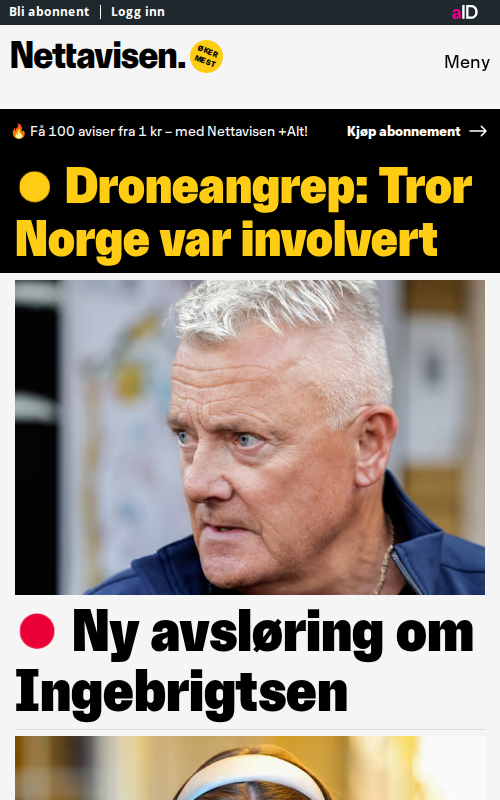 Bli abonnent | Logg inn
aID
Nettavisen.
ØKER
MEST
Meny
Få 100 aviser fra 1 kr – med Nettavisen +Alt!
Kjøp abonnement →
Droneangrep: Tror
Norge var involvert
Ny avsløring om
Ingebrigtsen